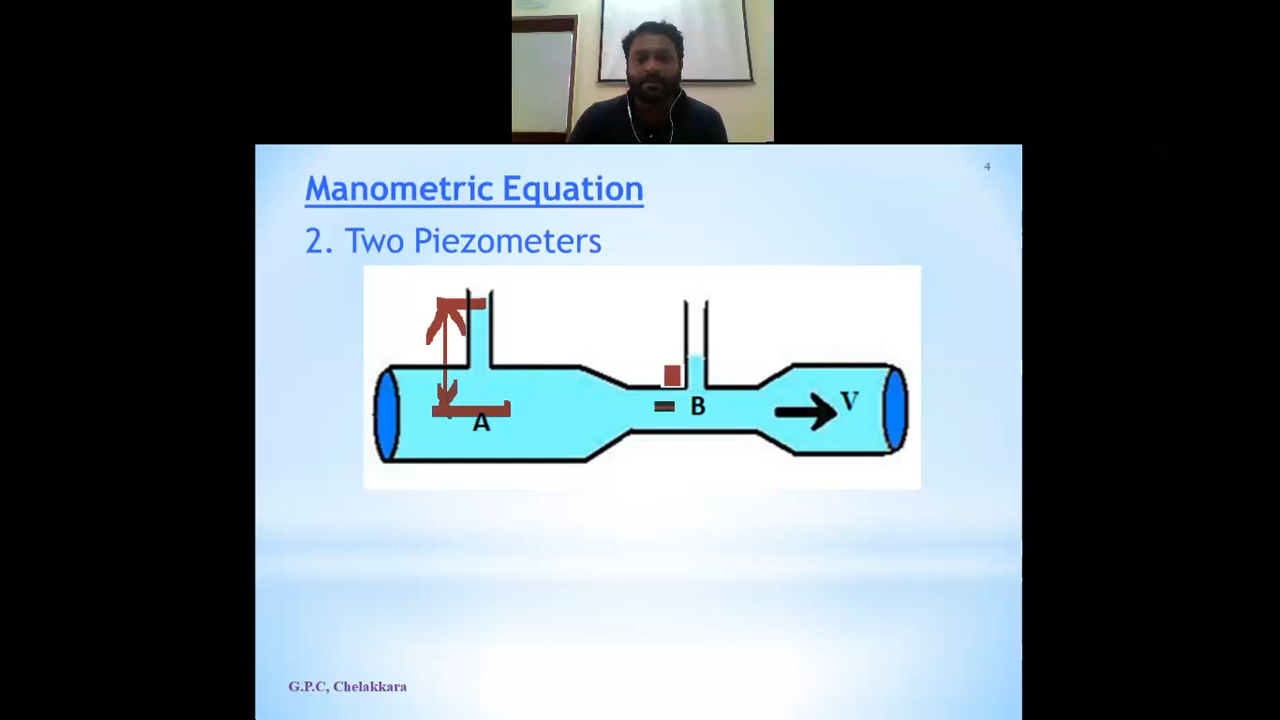 4
Manometric Equation
2. Two Piezometers
A
B
V
G.P.C, Chelakkara